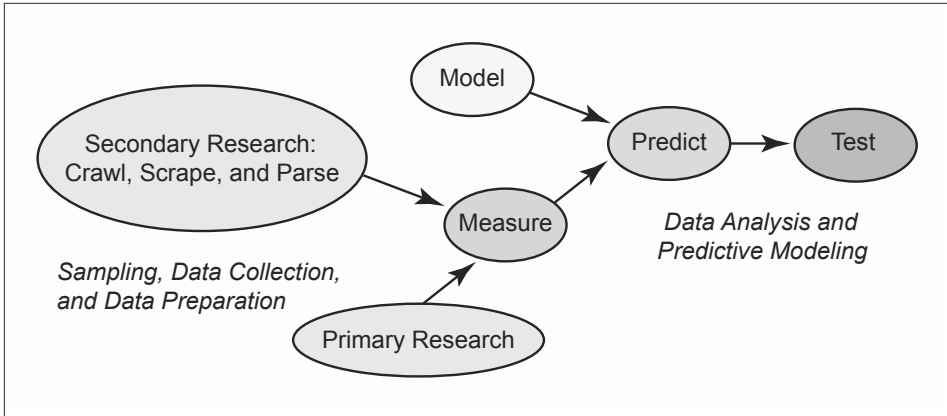 Model
Secondary Research:
Crawl, Scrape, and Parse
Predict
Test
Measure
Data Analysis and
Predictive Modeling
Sampling, Data Collection,
and Data Preparation
Primary Research